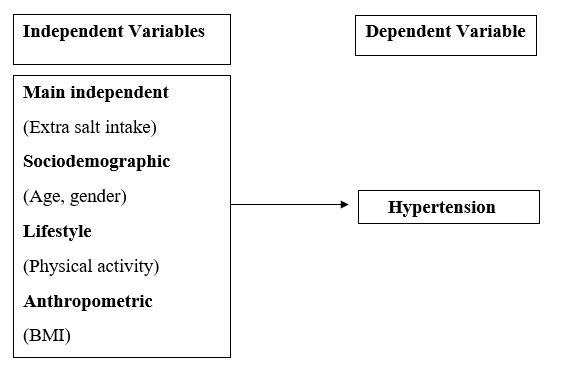 Independent Variables
Dependent Variable
Main independent
(Extra salt intake)
Sociodemographic
(Age, gender)
Lifestyle
(Physical activity)
Anthropometric
(BMI)
Hypertension